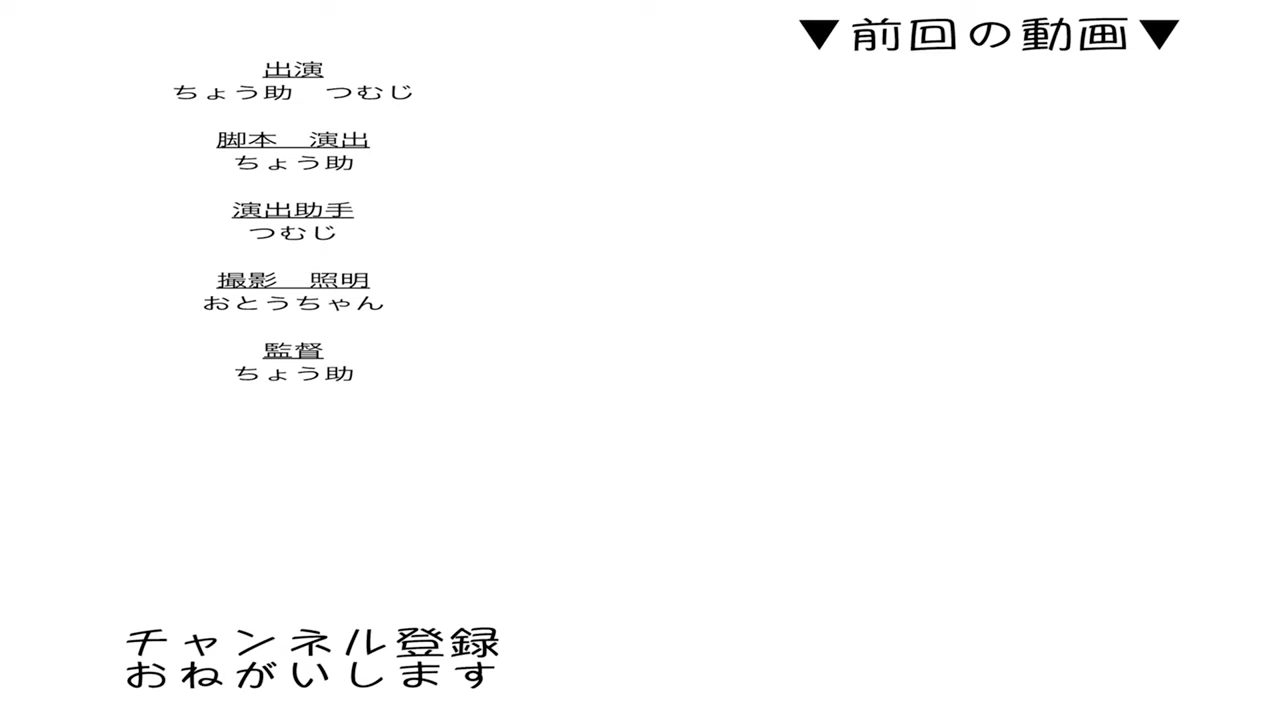 ▼前回の動画▼
出演
ちょう助　つむじ
脚本　演出
ちょう助
演出助手
つむじ
撮影　照明
おとうちゃん
監督
ちょう助
チャンネル登録
おねがいします